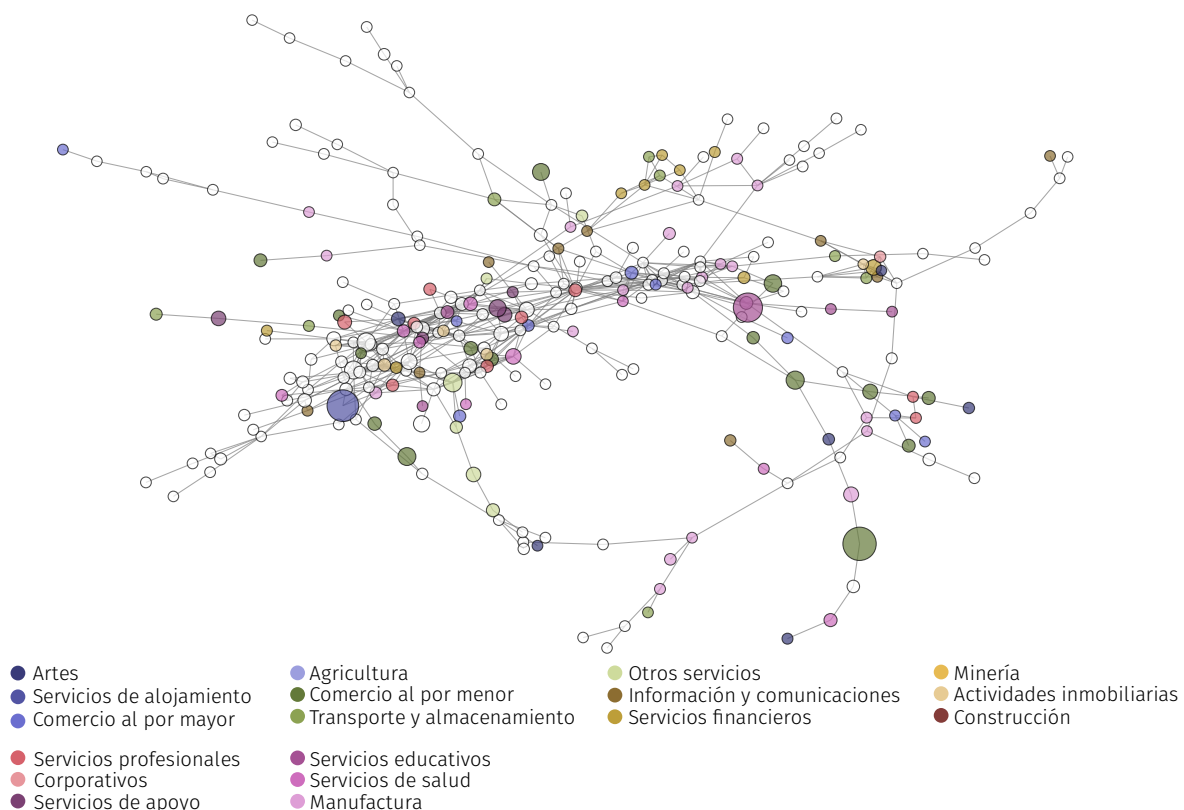 Artes
Servicios de alojamiento
Comercio al por mayor
Agricultura
Comercio al por menor
Transporte y almacenamiento
Otros servicios
Información y comunicaciones
Servicios financieros
Minería
Actividades inmobiliarias
Construcción
Servicios profesionales
Corporativos
Servicios de apoyo
Servicios educativos
Servicios de salud
Manufactura